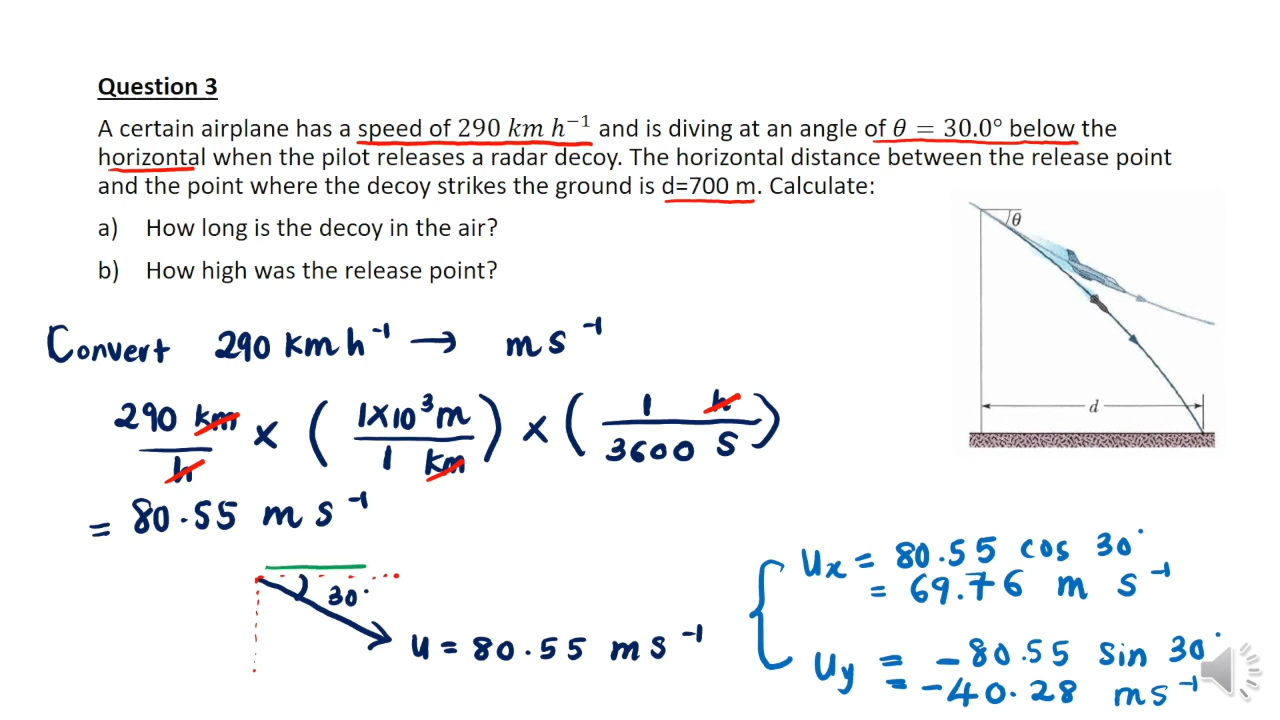 Question 3
A certain airplane has a speed of 290 km h⁻¹ and is diving at an angle of θ = 30.0° below the
horizontal when the pilot releases a radar decoy. The horizontal distance between the release point
and the point where the decoy strikes the ground is d=700 m. Calculate:
a) How long is the decoy in the air?
b) How high was the release point?
θ
d
Convert 290 km h⁻¹ → m s⁻¹
290 km/h × (1×10³ m / 1 km) × (1 h / 3600 s)
= 80.55 m s⁻¹
30°
u = 80.55 m s⁻¹
Ux = 80.55 cos 30°
= 69.76 m s⁻¹
Uy = -80.55 sin 30°
= -40.28 ms⁻¹